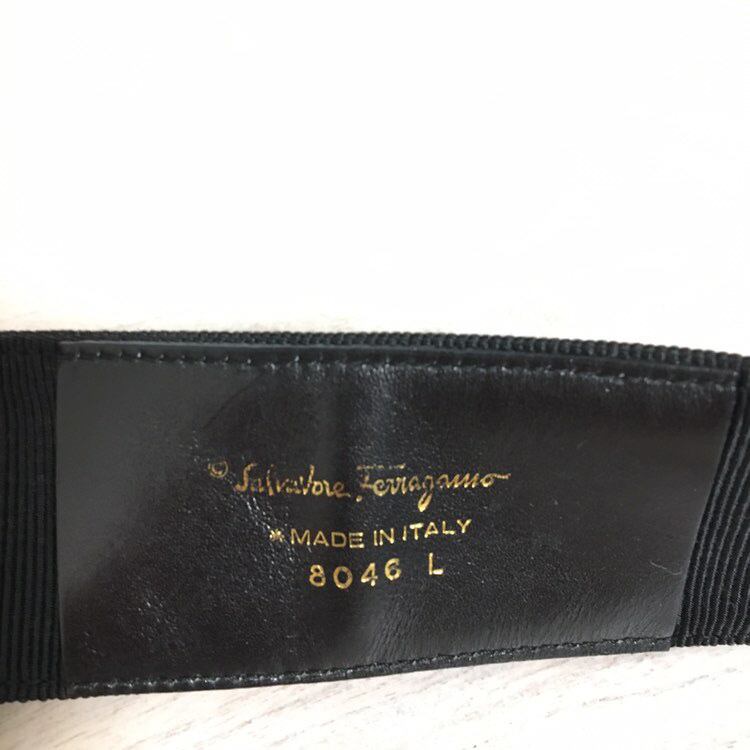 © Salvatore Ferragamo
* MADE IN ITALY
8046 L